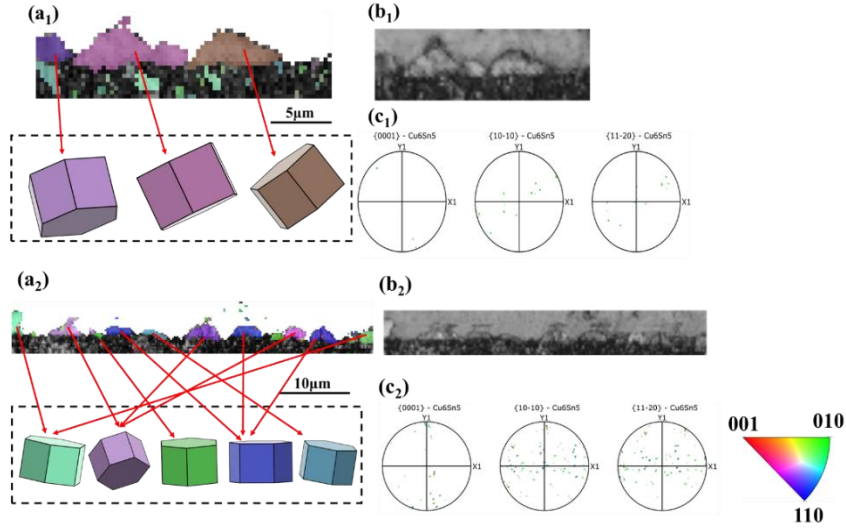 (a1)
(b1)
5μm
(c1)
{0001} - Cu6Sn5
{10-10} - Cu6Sn5
{11-20} - Cu6Sn5
Y1
Y1
Y1
X1
X1
X1
(a2)
(b2)
10μm
(c2)
{0001} - Cu6Sn5
{10-10} - Cu6Sn5
{11-20} - Cu6Sn5
Y1
Y1
Y1
X1
X1
X1
001
010
110